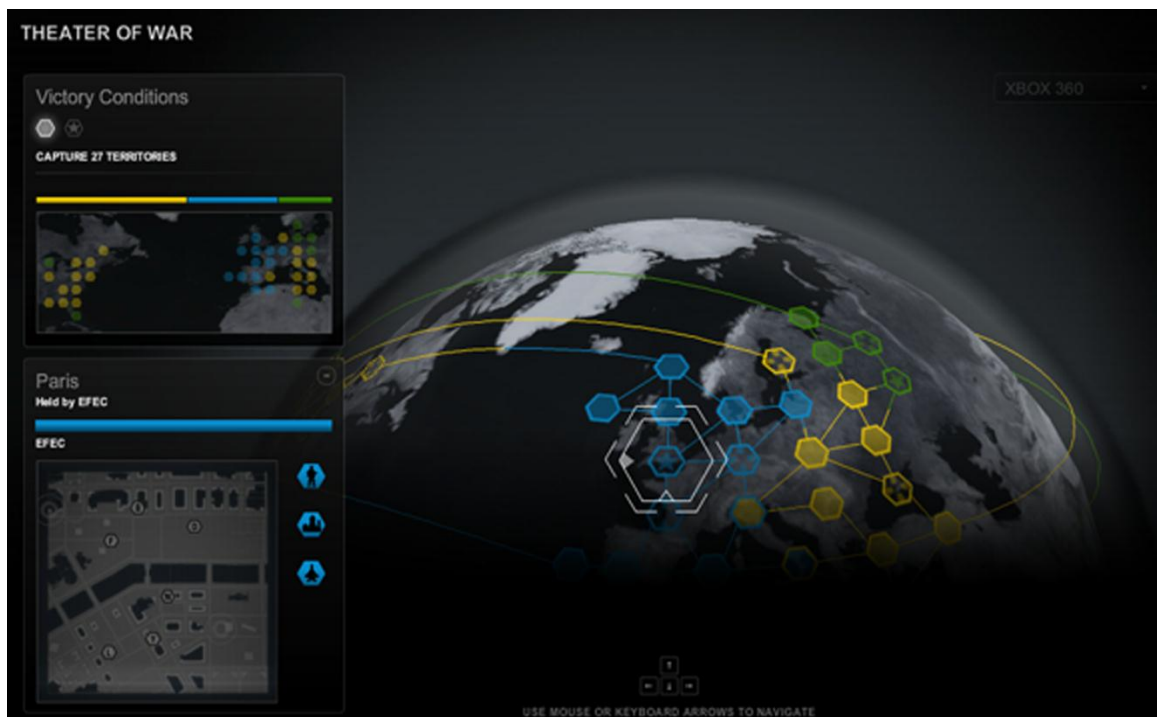 THEATER OF WAR
Victory Conditions
XBOX 360
CAPTURE 27 TERRITORIES
Paris
Held by EFEC
EFEC
USE MOUSE OR KEYBOARD ARROWS TO NAVIGATE